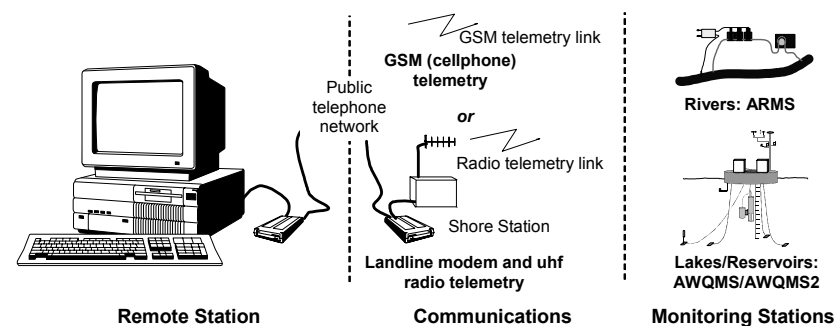 Public
telephone
network
GSM telemetry link
GSM (cellphone)
telemetry
or
Radio telemetry link
Shore Station
Landline modem and uhf
radio telemetry
Rivers: ARMS
Lakes/Reservoirs:
AWQMS/AWQMS2
Remote Station
Communications
Monitoring Stations